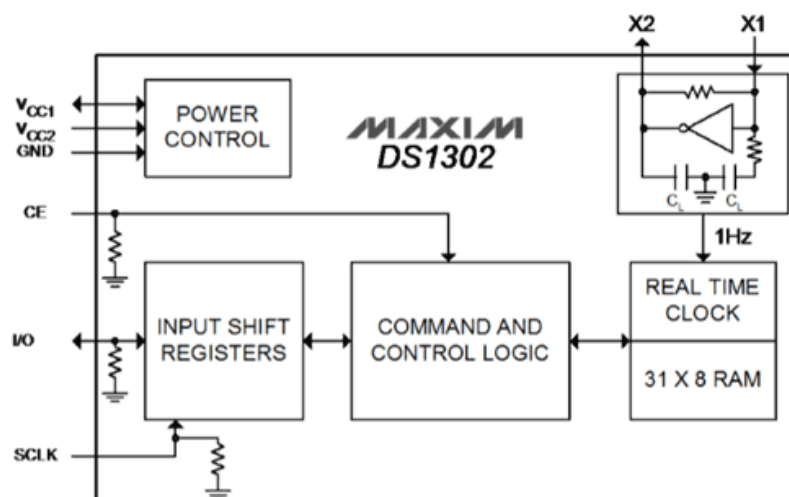 X2
X1
VCC1
VCC2
GND
POWER
CONTROL
MAXIM
DS1302
CL
CL
CE
1Hz
I/O
INPUT SHIFT
REGISTERS
COMMAND AND
CONTROL LOGIC
REAL TIME
CLOCK
31 X 8 RAM
SCLK